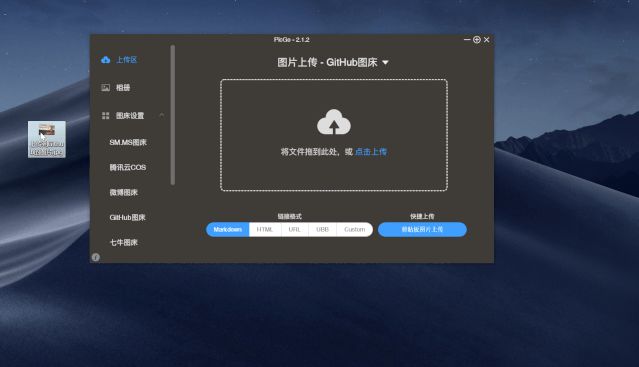 PicGo - 2.1.2
上传区
相册
图床设置
SM.MS图床
腾讯云COS
微博图床
GitHub图床
七牛图床
图片上传 - GitHub图床
将文件拖到此处，或 点击上传
链接格式
Markdown
HTML
URL
UBB
Custom
快捷上传
剪贴板图片上传